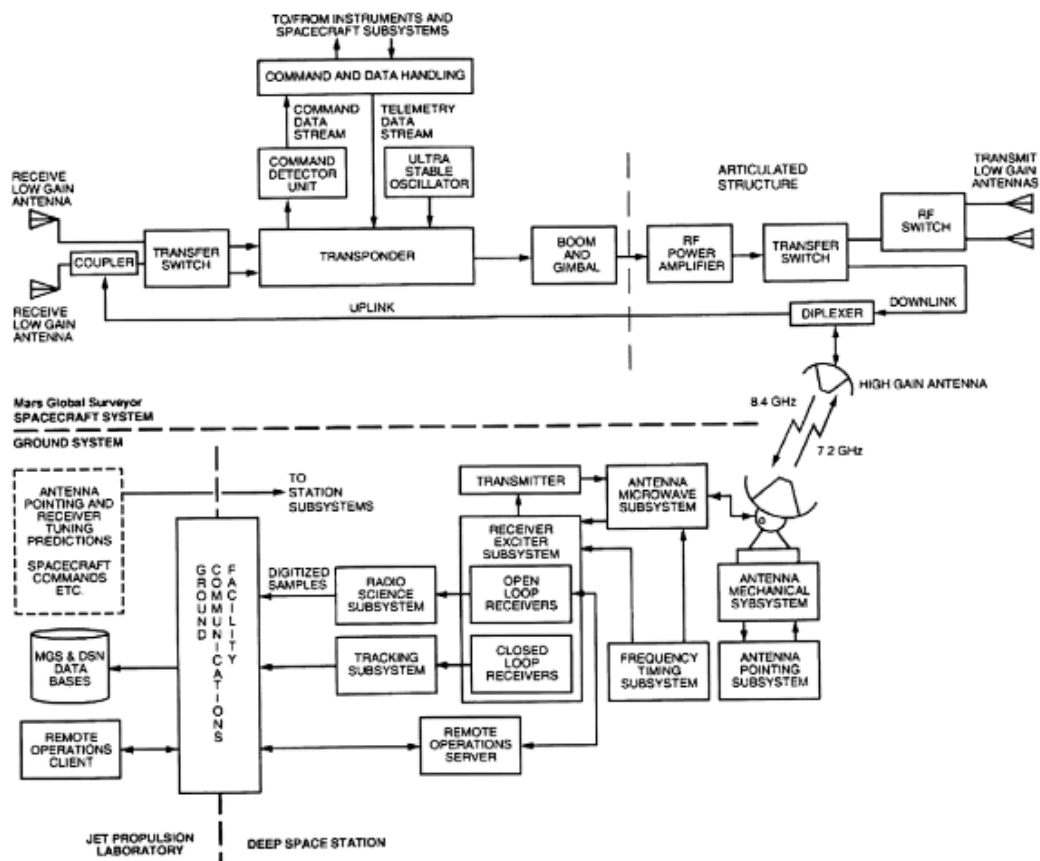 TO/FROM INSTRUMENTS AND
SPACECRAFT SUBSYSTEMS
COMMAND AND DATA HANDLING
COMMAND
DATA
STREAM
TELEMETRY
DATA
STREAM
COMMAND
DETECTOR
UNIT
ULTRA
STABLE
OSCILLATOR
RECEIVE
LOW GAIN
ANTENNA
COUPLER
RECEIVE
LOW GAIN
ANTENNA
TRANSFER
SWITCH
TRANSPONDER
BOOM
AND
GIMBAL
ARTICULATED
STRUCTURE
RF
POWER
AMPLIFIER
TRANSFER
SWITCH
RF
SWITCH
TRANSMIT
LOW GAIN
ANTENNAS
UPLINK
DOWNLINK
DIPLEXER
HIGH GAIN ANTENNA
8.4 GHz
7.2 GHz
Mars Global Surveyor
SPACECRAFT SYSTEM
GROUND SYSTEM
ANTENNA
POINTING AND
RECEIVER
TUNING
PREDICTIONS
SPACECRAFT
COMMANDS
ETC.
TO
STATION
SUBSYSTEMS
TRANSMITTER
ANTENNA
MICROWAVE
SUBSYSTEM
RECEIVER
EXCITER
SUBSYSTEM
OPEN
LOOP
RECEIVERS
CLOSED
LOOP
RECEIVERS
GROUND
COMMUNICATIONS
FACILITY
DIGITIZED
SAMPLES
RADIO
SCIENCE
SUBSYSTEM
TRACKING
SUBSYSTEM
FREQUENCY
TIMING
SUBSYSTEM
ANTENNA
MECHANICAL
SYBSYSTEM
ANTENNA
POINTING
SUBSYSTEM
MGS & DSN
DATA
BASES
REMOTE
OPERATIONS
CLIENT
REMOTE
OPERATIONS
SERVER
JET PROPULSION
LABORATORY
DEEP SPACE STATION